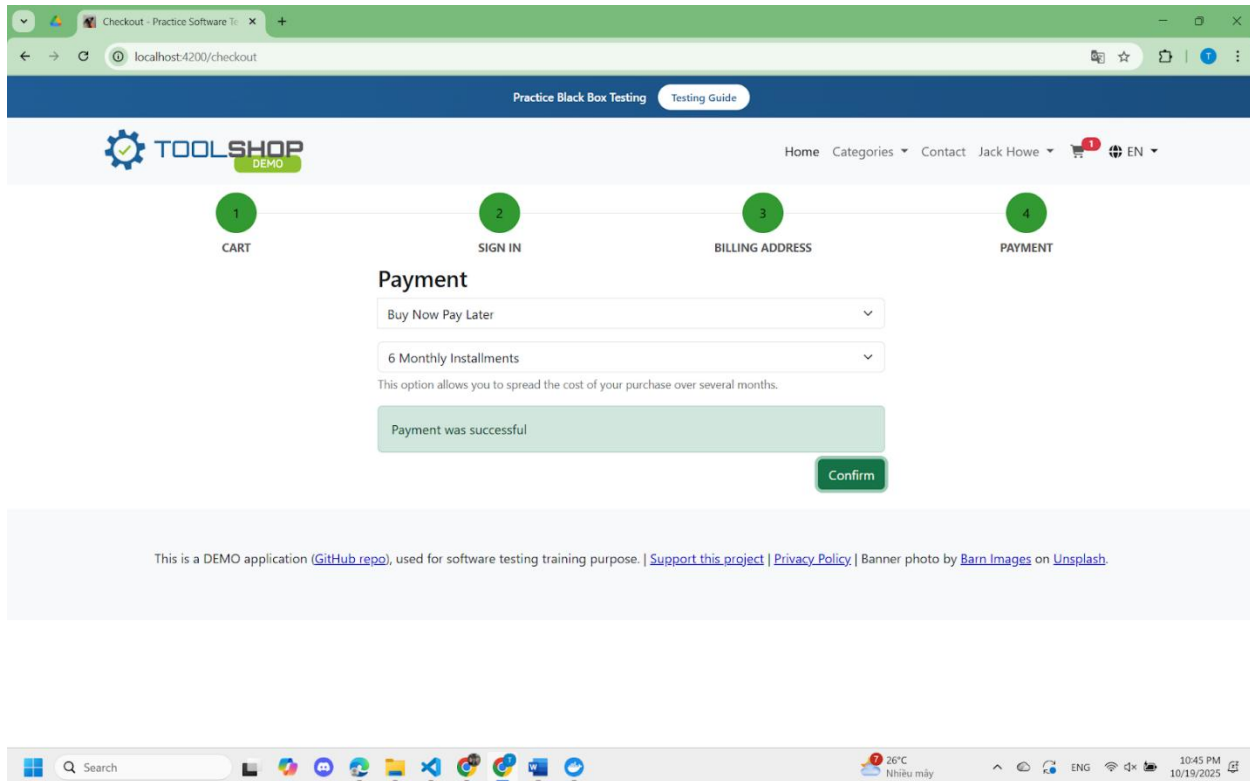 Checkout - Practice Software Te
localhost:4200/checkout
T
Practice Black Box Testing Testing Guide
TOOLSHOP
DEMO
Home Categories Contact Jack Howe 1 EN
1 2 3 4
CART SIGN IN BILLING ADDRESS PAYMENT
Payment
Buy Now Pay Later
6 Monthly Installments
This option allows you to spread the cost of your purchase over several months.
Payment was successful
Confirm
This is a DEMO application (GitHub repo), used for software testing training purpose. | Support this project | Privacy Policy | Banner photo by Barn Images on Unsplash.
Search
7 26°C
Nhiều mây
ENG
10:45 PM
10/19/2025